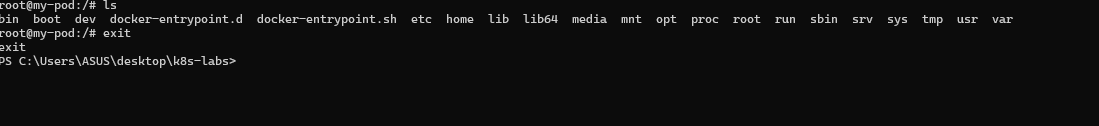 root@my-pod:/# ls
bin  boot  dev  docker-entrypoint.d  docker-entrypoint.sh  etc  home  lib  lib64  media  mnt  opt  proc  root  run  sbin  srv  sys  tmp  usr  var
root@my-pod:/# exit
exit
PS C:\Users\ASUS\desktop\k8s-labs>